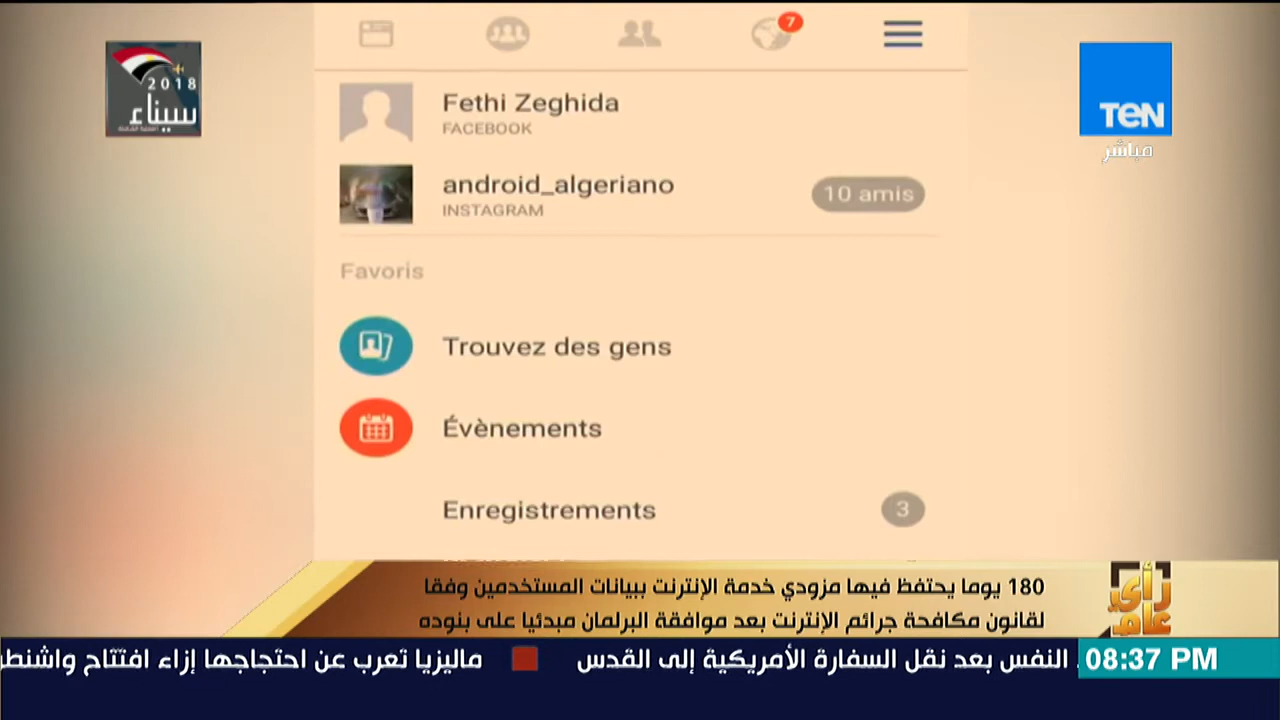 7
2018
سيناء
TEN
مباشر
Fethi Zeghida
FACEBOOK
android_algeriano
INSTAGRAM
10 amis
Favoris
Trouvez des gens
Évènements
Enregistrements
3
180 يوما يحتفظ فيها مزودي خدمة الإنترنت ببيانات المستخدمين وفقا
لقانون مكافحة جرائم الإنترنت بعد موافقة البرلمان مبدئيا على بنوده
رأى
عام
النفس بعد نقل السفارة الأمريكية إلى القدس
ماليزيا تعرب عن احتجاجها إزاء افتتاح واشنط
08:37 PM